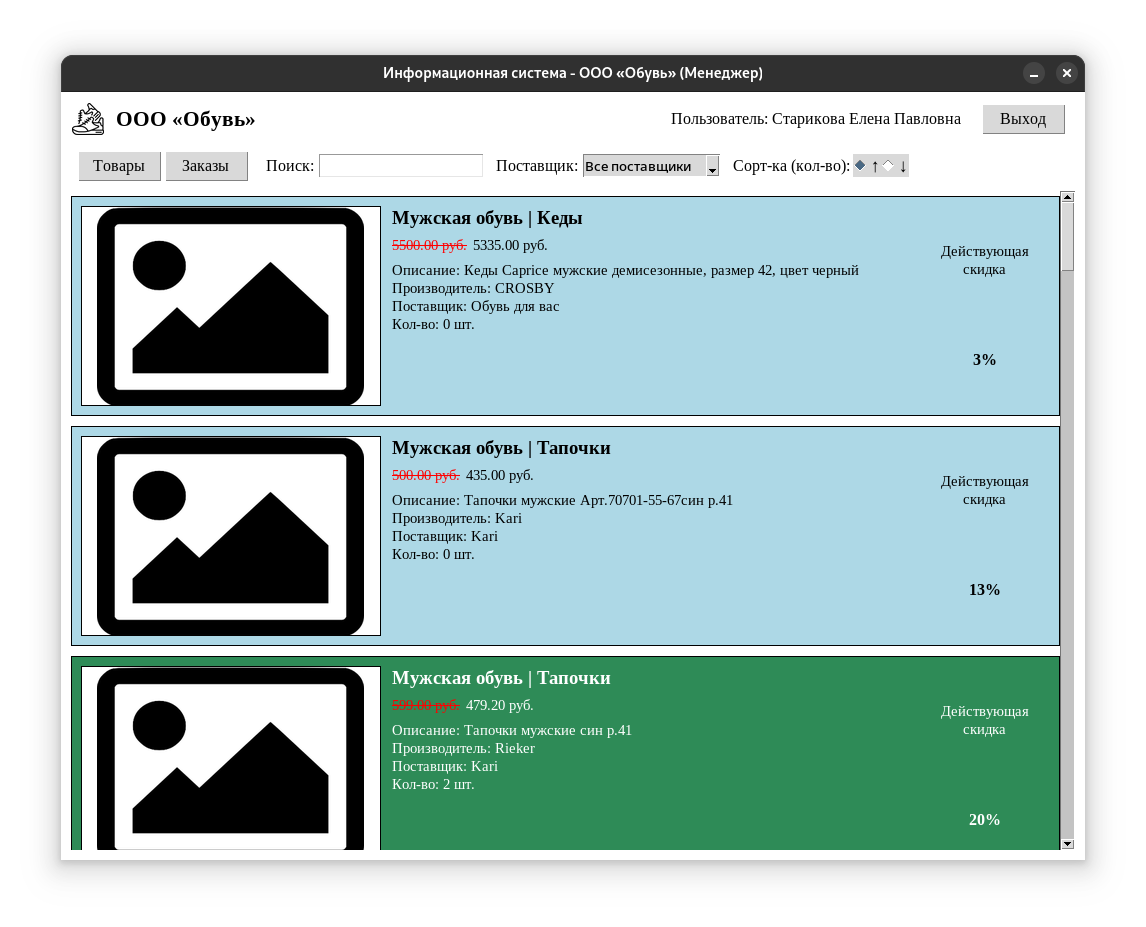 Информационная система - ООО «Обувь» (Менеджер)
ООО «Обувь»
Пользователь: Старикова Елена Павловна
Выход
Товары
Заказы
Поиск:
Поставщик:
Все поставщики
Сорт-ка (кол-во):
↑
↓
Мужская обувь | Кеды
5500.00 руб. 5335.00 руб.
Описание: Кеды Caprice мужские демисезонные, размер 42, цвет черный
Производитель: CROSBY
Поставщик: Обувь для вас
Кол-во: 0 шт.
Действующая
скидка
3%
Мужская обувь | Тапочки
500.00 руб. 435.00 руб.
Описание: Тапочки мужские Арт.70701-55-67син р.41
Производитель: Kari
Поставщик: Kari
Кол-во: 0 шт.
Действующая
скидка
13%
Мужская обувь | Тапочки
599.00 руб. 479.20 руб.
Описание: Тапочки мужские син р.41
Производитель: Rieker
Поставщик: Kari
Кол-во: 2 шт.
Действующая
скидка
20%